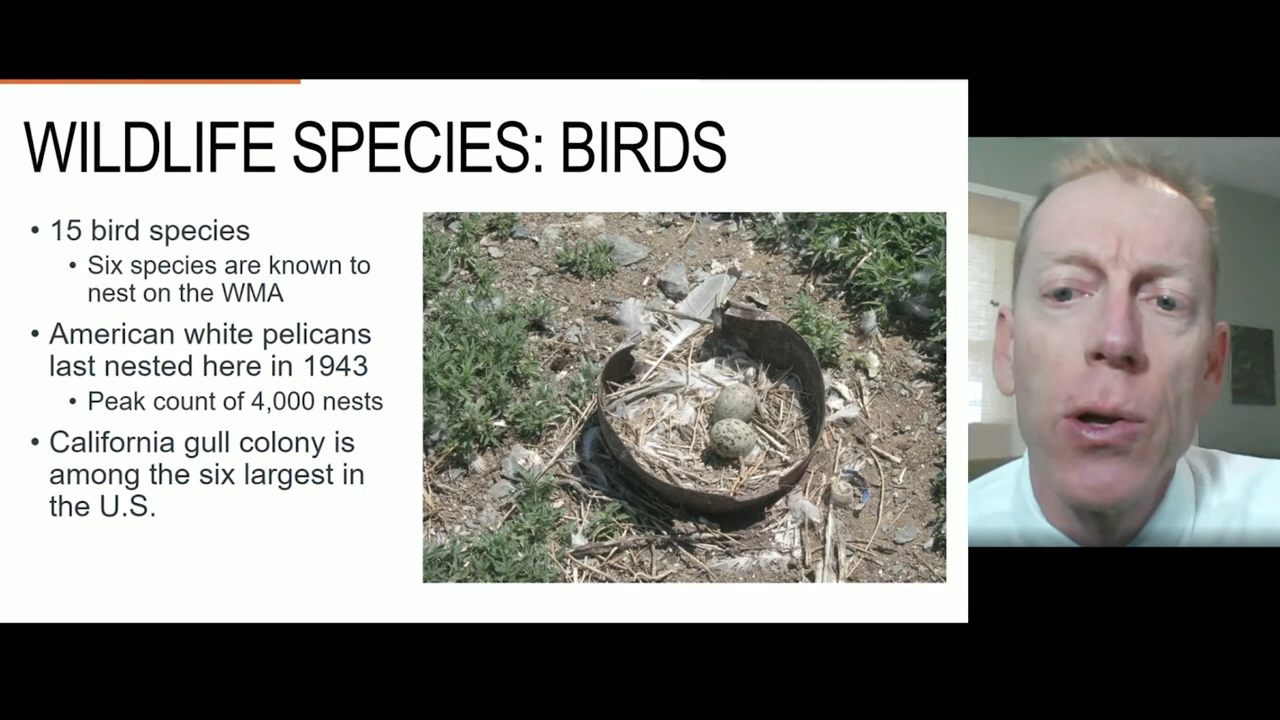 WILDLIFE SPECIES: BIRDS
• 15 bird species
• Six species are known to
nest on the WMA
• American white pelicans
last nested here in 1943
• Peak count of 4,000 nests
• California gull colony is
among the six largest in
the U.S.